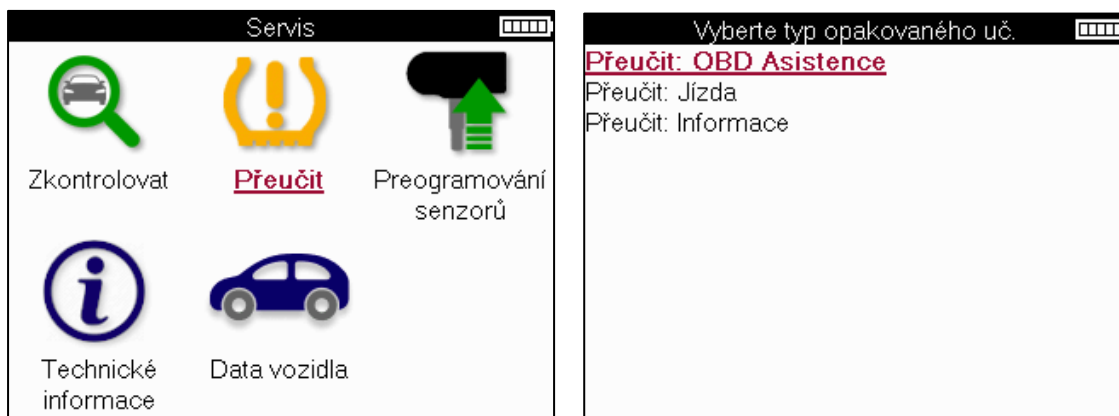 Servis
Zkontrolovat
Přeučit
Preogramování
senzorů
Technické
informace
Data vozidla
Vyberte typ opakovaného uč.
Přeučit: OBD Asistence
Přeučit: Jízda
Přeučit: Informace